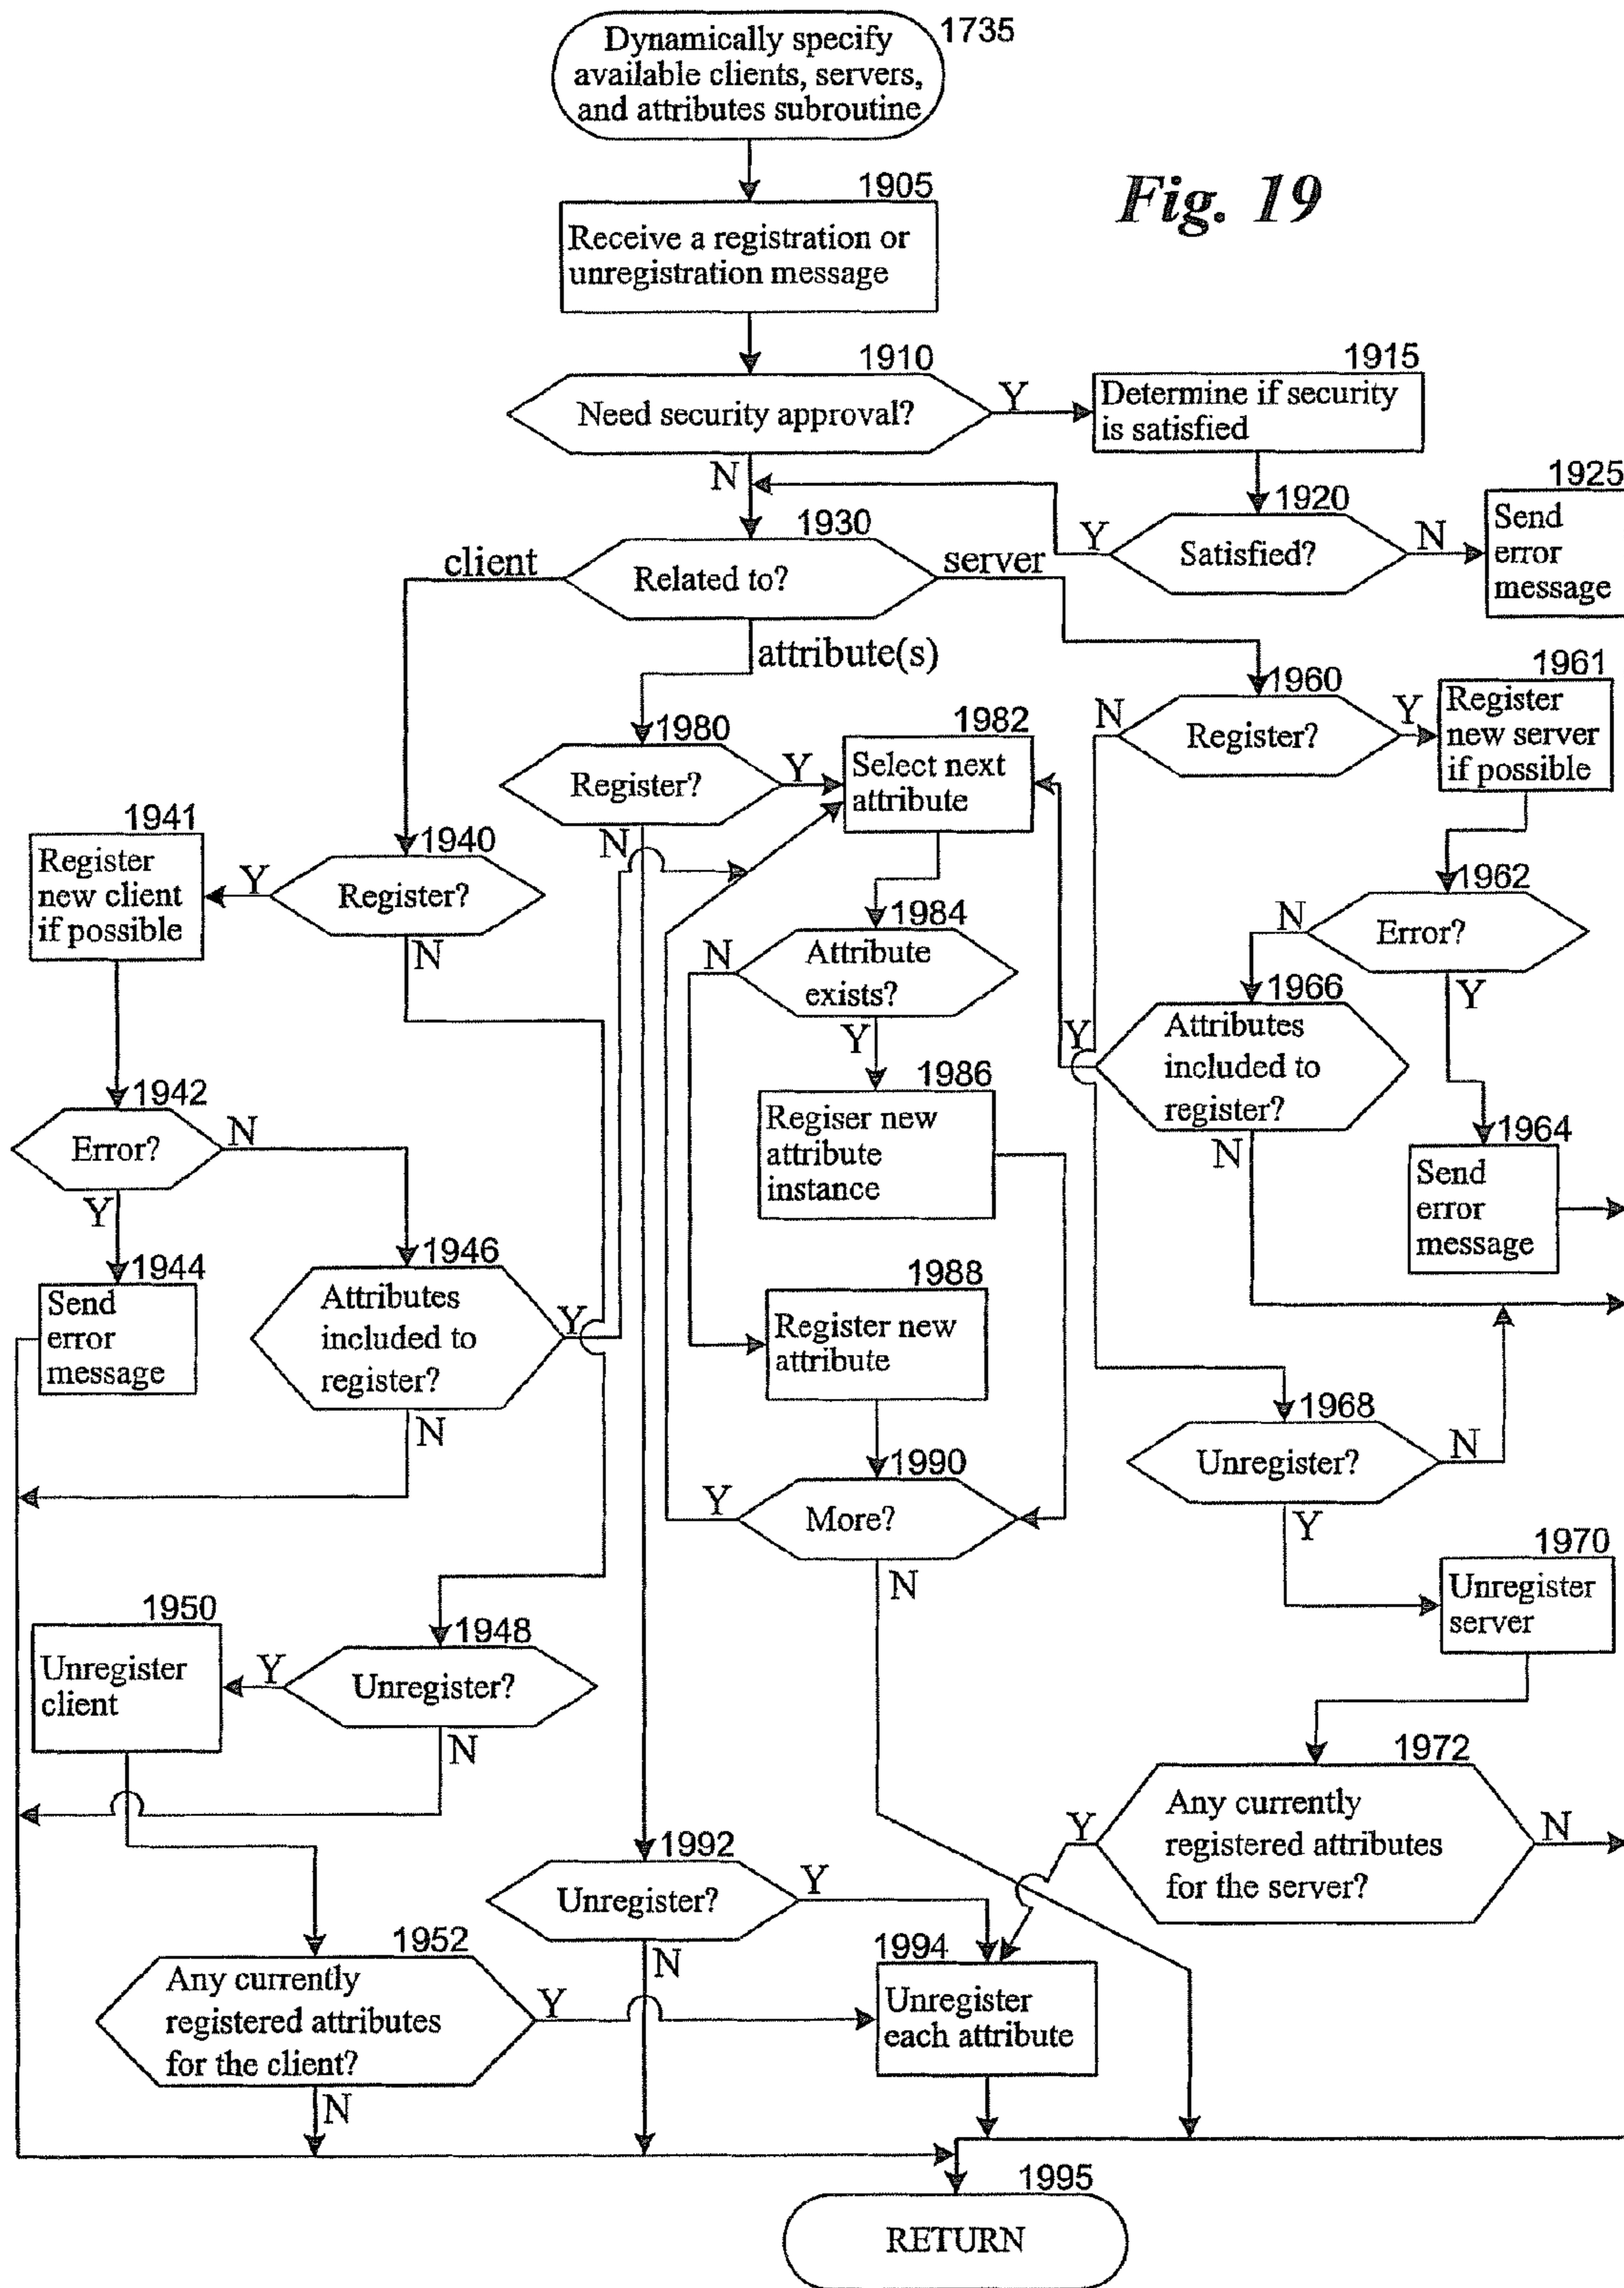 Dynamically specify
available clients, servers,
and attributes subroutine
1735
Fig. 19
1905
Receive a registration or
unregistration message
1910
Need security approval?
Y
N
1915
Determine if security
is satisfied
1920
Satisfied?
Y
N
1925
Send
error
message
1930
Related to?
client
server
attribute(s)
1960
Register?
N
Y
1961
Register
new server
if possible
1980
Register?
Y
N
1982
Select next
attribute
1941
Register
new client
if possible
1940
Register?
Y
N
1962
Error?
N
Y
1984
Attribute
exists?
N
Y
1966
Attributes
included to
register?
Y
N
1986
Regiser new
attribute
instance
1942
Error?
N
Y
1964
Send
error
message
1944
Send
error
message
1946
Attributes
included to
register?
Y
N
1988
Register new
attribute
1968
Unregister?
N
Y
1990
More?
Y
N
1970
Unregister
server
1950
Unregister
client
1948
Unregister?
Y
N
1972
Any currently
registered attributes
for the server?
Y
N
1992
Unregister?
Y
N
1952
Any currently
registered attributes
for the client?
Y
N
1994
Unregister
each attribute
1995
RETURN